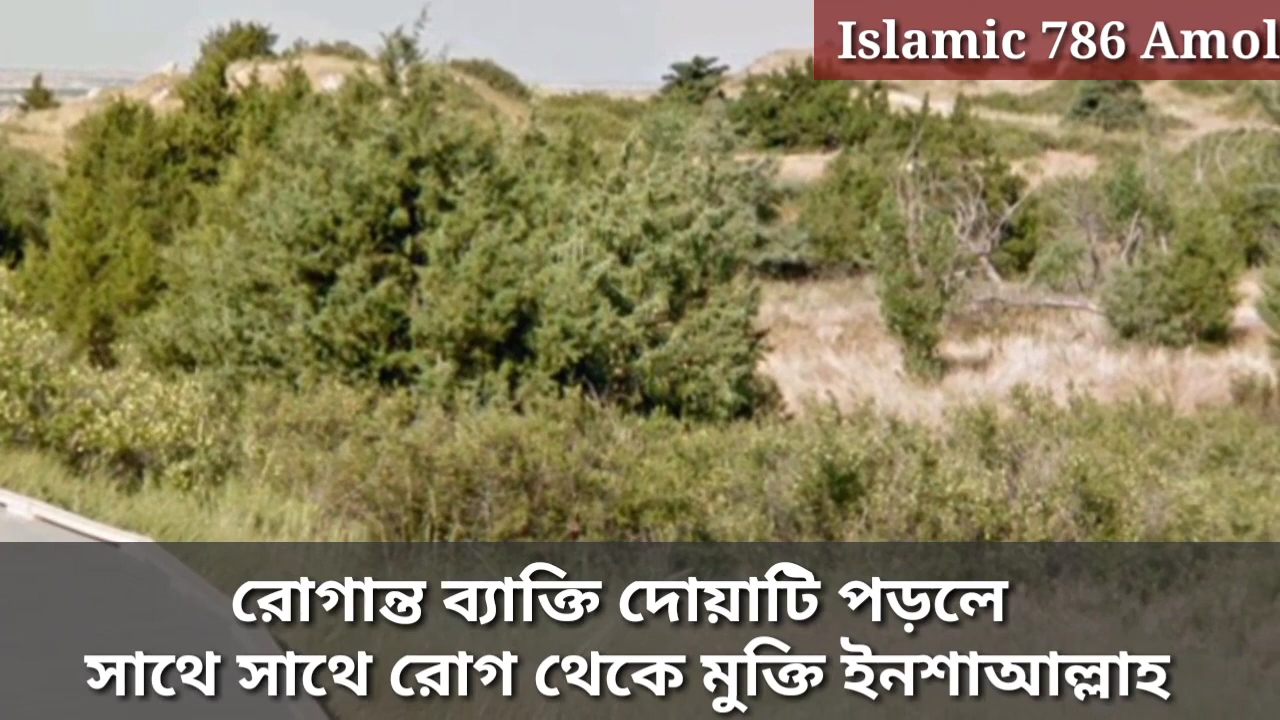 Islamic 786 Amol
রোগান্ত ব্যাক্তি দোয়াটি পড়লে
সাথে সাথে রোগ থেকে মুক্তি ইনশাআল্লাহ